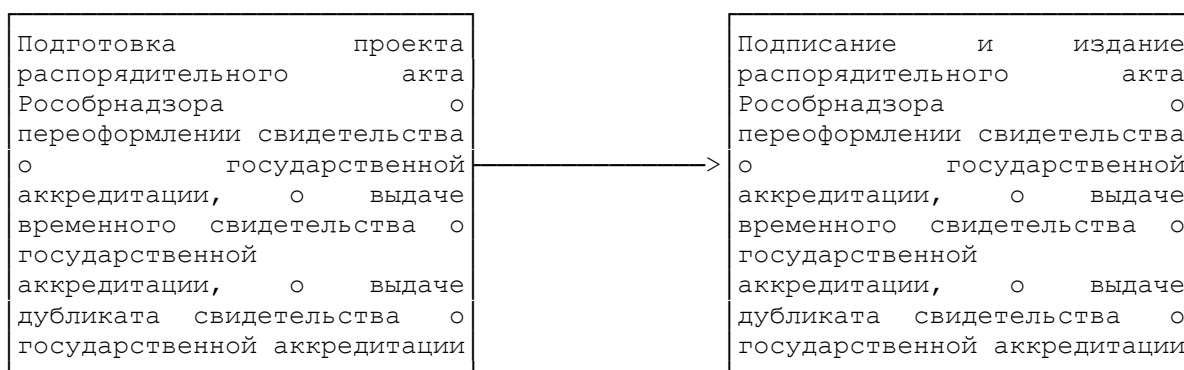 Подготовка проекта
распорядительного акта
Рособрнадзора о
переоформлении свидетельства
о государственной
аккредитации, о выдаче
временного свидетельства о
государственной
аккредитации, о выдаче
дубликата свидетельства о
государственной аккредитации
Подписание и издание
распорядительного акта
Рособрнадзора о
переоформлении свидетельства
о государственной
аккредитации, о выдаче
временного свидетельства о
государственной
аккредитации, о выдаче
дубликата свидетельства о
государственной аккредитации